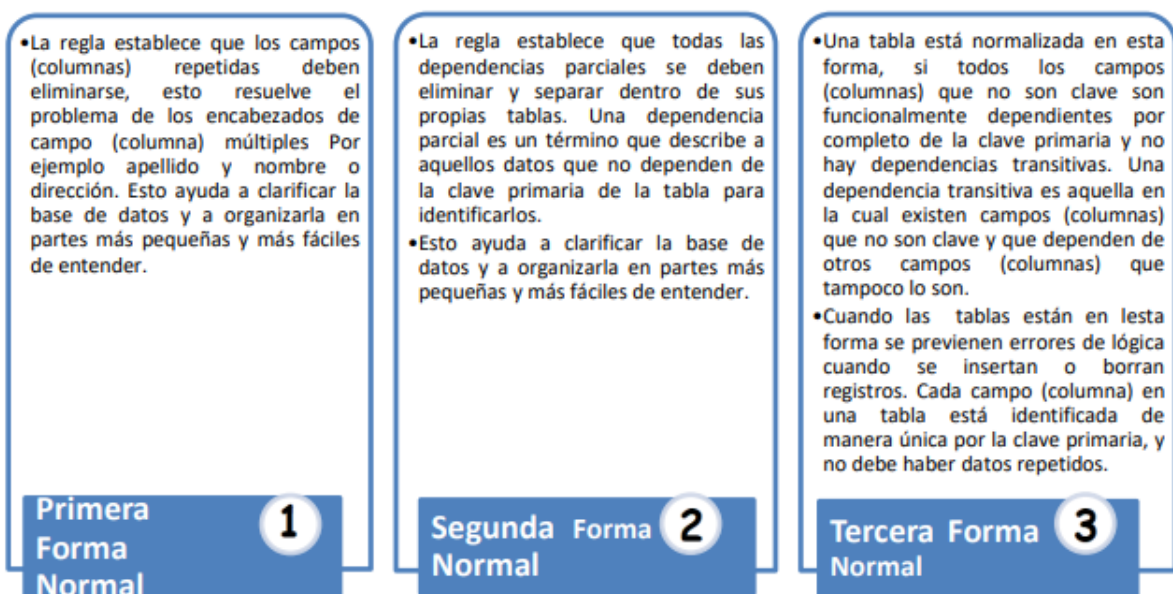 •La regla establece que los campos
(columnas) repetidas deben
eliminarse, esto resuelve el
problema de los encabezados de
campo (columna) múltiples Por
ejemplo apellido y nombre o
dirección. Esto ayuda a clarificar la
base de datos y a organizarla en
partes más pequeñas y más fáciles
de entender.
Primera
Forma
Normal
1
•La regla establece que todas las
dependencias parciales se deben
eliminar y separar dentro de sus
propias tablas. Una dependencia
parcial es un término que describe a
aquellos datos que no dependen de
la clave primaria de la tabla para
identificarlos.
•Esto ayuda a clarificar la base de
datos y a organizarla en partes más
pequeñas y más fáciles de entender.
Segunda Forma
Normal
2
•Una tabla está normalizada en esta
forma, si todos los campos
(columnas) que no son clave son
funcionalmente dependientes por
completo de la clave primaria y no
hay dependencias transitivas. Una
dependencia transitiva es aquella en
la cual existen campos (columnas)
que no son clave y que dependen de
otros campos (columnas) que
tampoco lo son.
•Cuando las tablas están en lesta
forma se previenen errores de lógica
cuando se insertan o borran
registros. Cada campo (columna) en
una tabla está identificada de
manera única por la clave primaria, y
no debe haber datos repetidos.
Tercera Forma
Normal
3